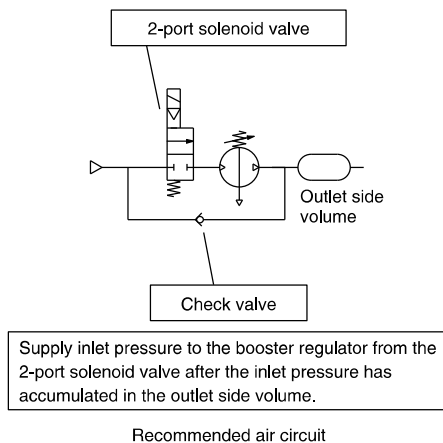 2-port solenoid valve
Outlet side
volume
Check valve
Supply inlet pressure to the booster regulator from the
2-port solenoid valve after the inlet pressure has
accumulated in the outlet side volume.
Recommended air circuit